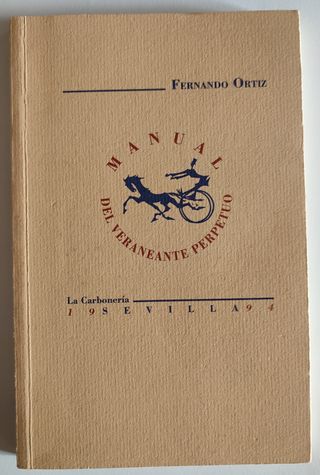 FERNANDO ORTIZ
MANUAL
DEL VERANEANTE PERPETUO
La Carbonería
19SEVILLA94